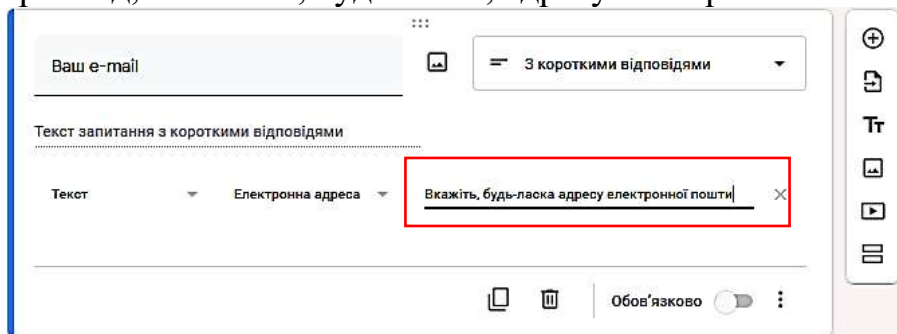 Ваш e-mail
З короткими відповідями
Tт
Текст запитання з короткими відповідями
Текст
Електронна адреса
Вкажіть, будь-ласка адресу електронної пошти
Обов'язково